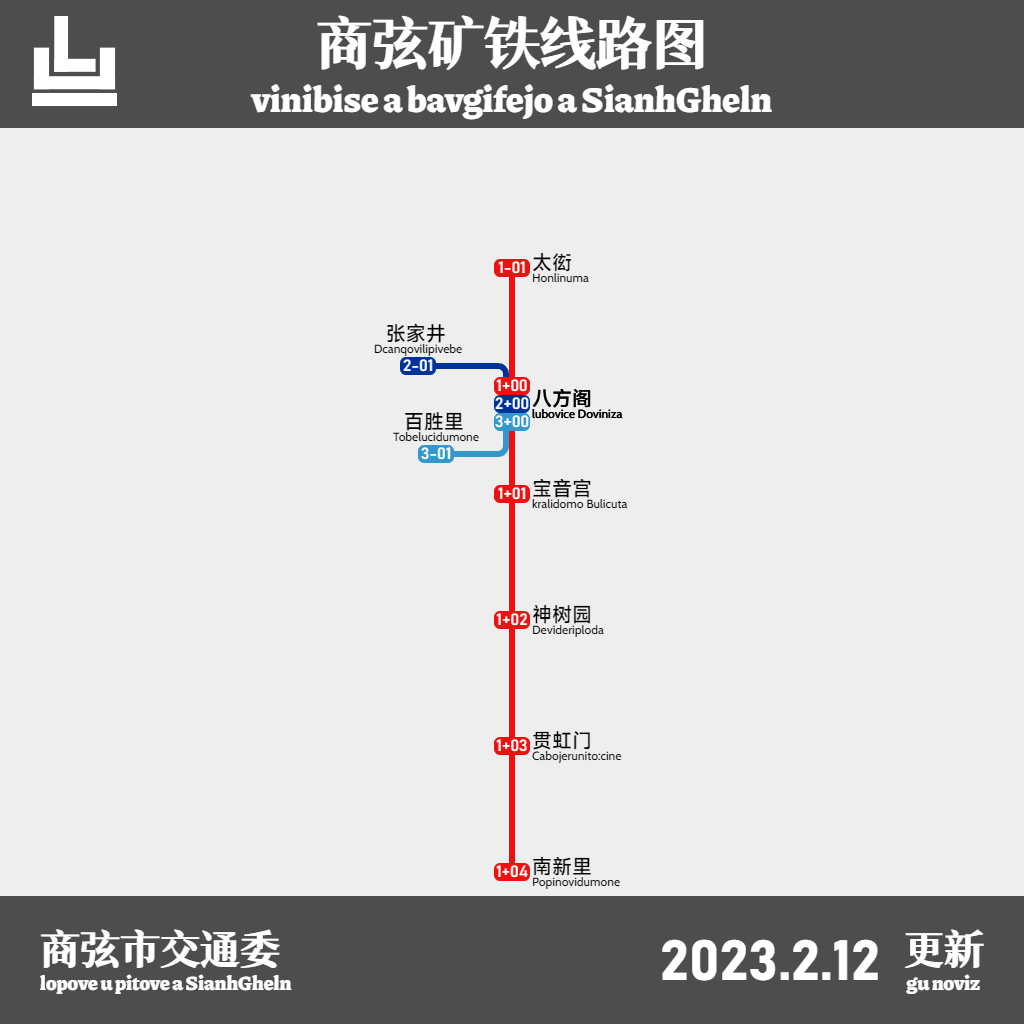 商弦矿铁线路图
vinibise a bavgifejo a SianhGheln
1-01
太衒
Honlinuma
张家井
Dcanqovilipivebe
2-01
1+00
2+00
3+00
八方阁
lubovice Doviniza
百胜里
Tobelucidumone
3-01
1+01
宝音宫
kralidomo Bulicuta
1+02
神树园
Devideriploda
1+03
贯虹门
Cabojerunito:cine
1+04
南新里
Popinovidumone
商弦市交通委
lopove u pitove a SianhGheln
2023.2.12
更新
gu noviz